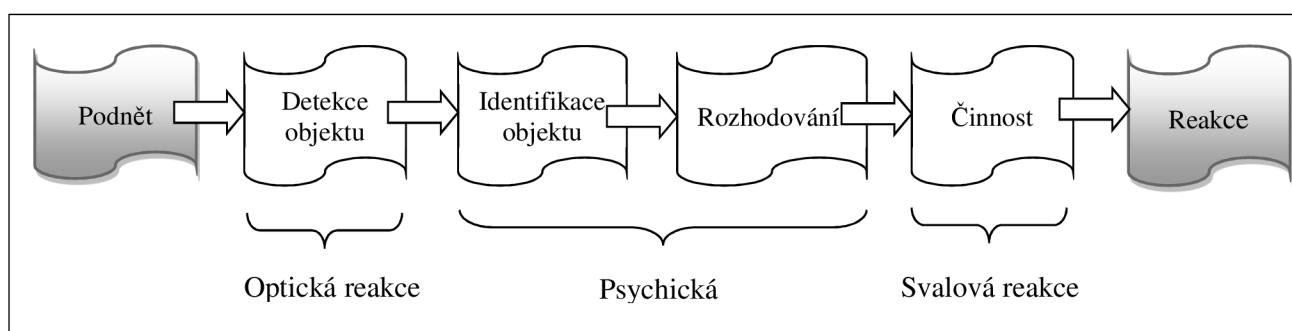 Podnět
Detekce
objektu
Identifikace
objektu
Rozhodování
Činnost
Reakce
Optická reakce
Psychická
Svalová reakce